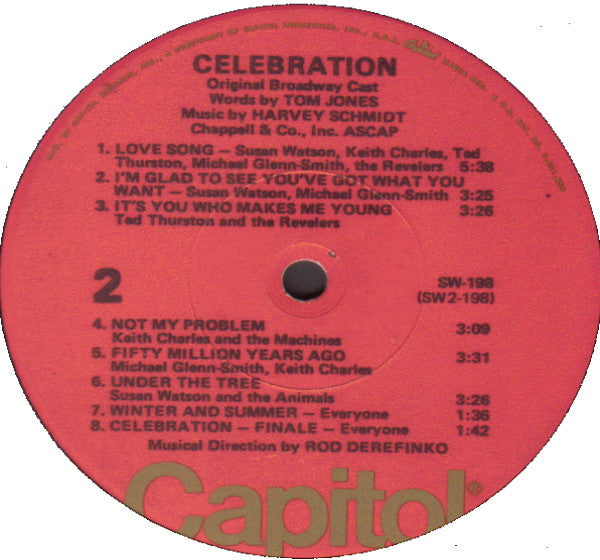 CELEBRATION
Original Broadway Cast
Words by TOM JONES
Music by HARVEY SCHMIDT
Chappell & Co., Inc. ASCAP
1. LOVE SONG – Susan Watson, Keith Charles, Ted
Thurston, Michael Glenn-Smith, the Revelers 5:38
2. I'M GLAD TO SEE YOU'VE GOT WHAT YOU
WANT – Susan Watson, Michael Glenn-Smith 3:25
3. IT'S YOU WHO MAKES ME YOUNG 3:26
Ted Thurston and the Revelers
2
SW-198
(SW2-198)
4. NOT MY PROBLEM 3:09
Keith Charles and the Machines
5. FIFTY MILLION YEARS AGO 3:31
Michael Glenn-Smith, Keith Charles
6. UNDER THE TREE
Susan Watson and the Animals 3:26
7. WINTER AND SUMMER – Everyone 1:36
8. CELEBRATION – FINALE – Everyone 1:42
Musical Direction by ROD DEREFINKO
Capitol®